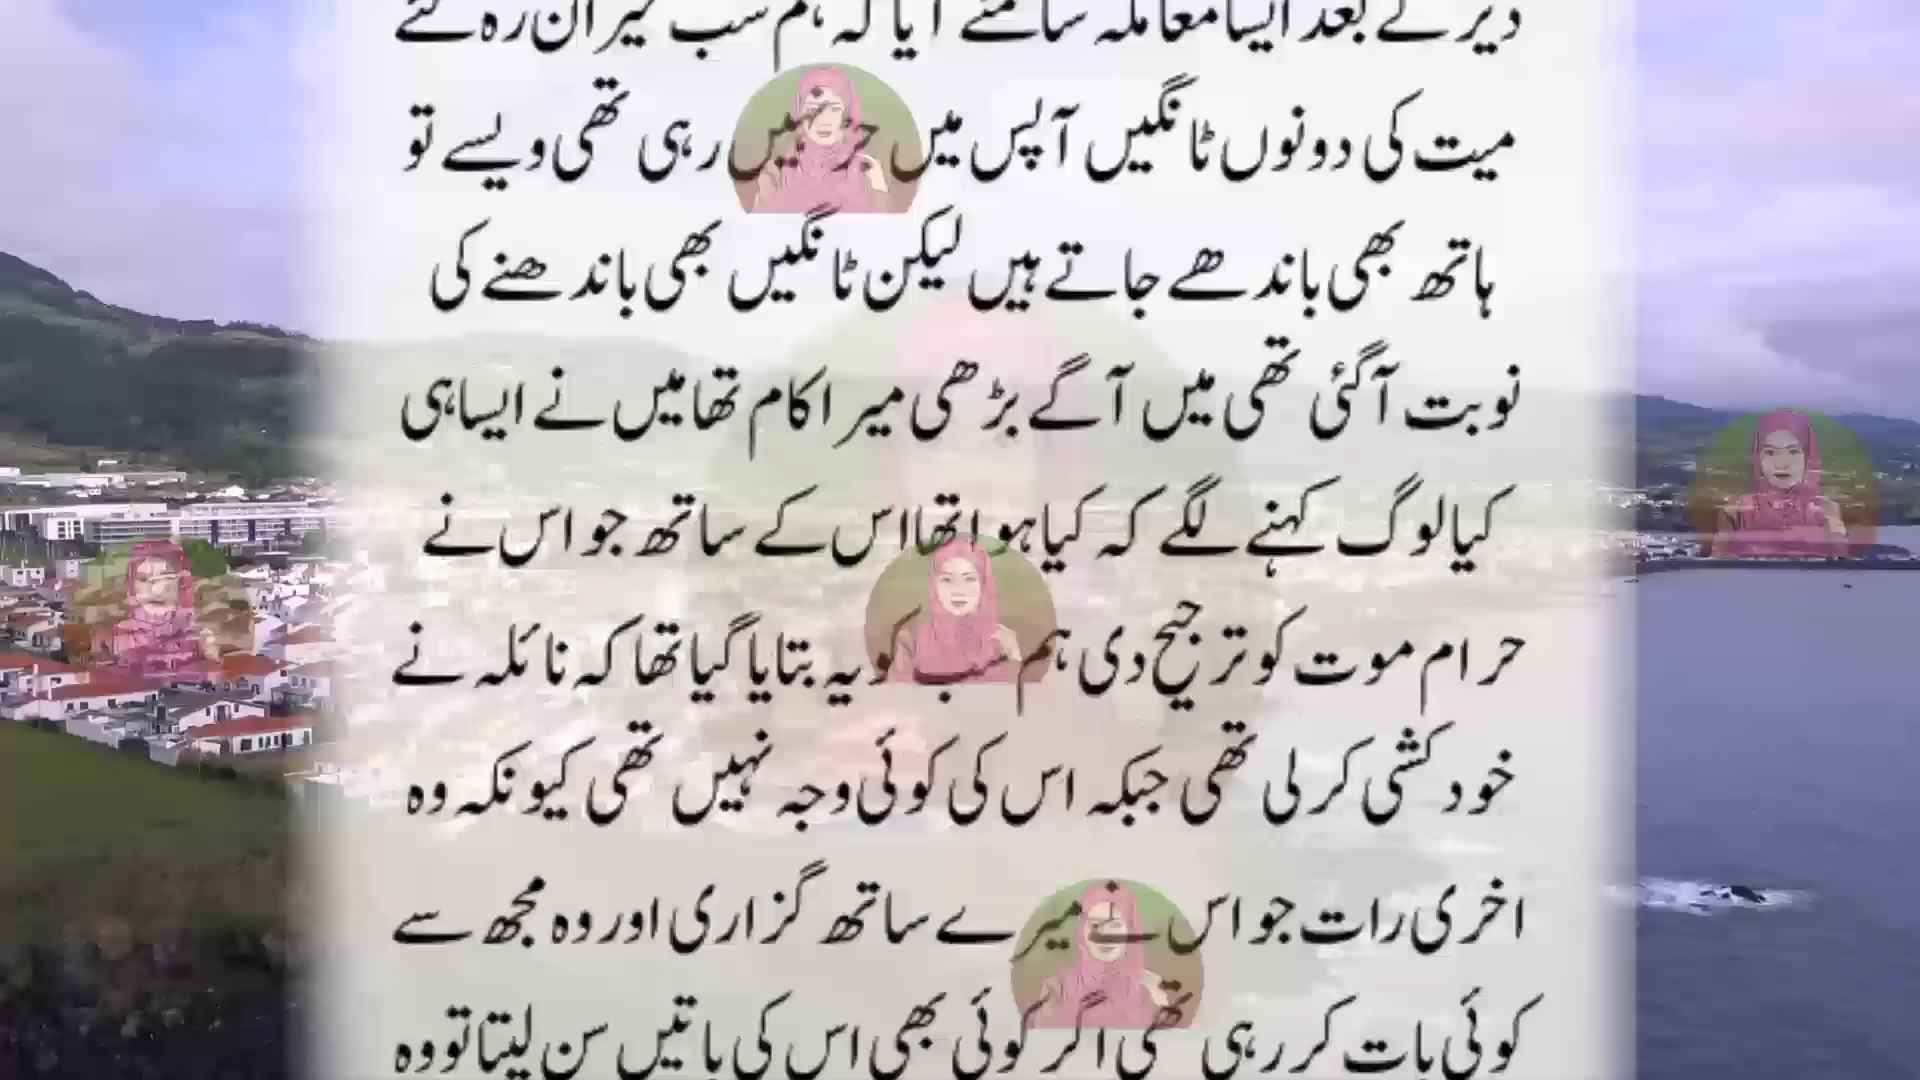 دیر کے بعد ایسا معاملہ سامنے آیا کہ ہم سب حیران رہ گئے
میت کی دونوں ٹانگیں آپس میں جڑ نہیں رہی تھی ویسے تو
ہاتھ بھی باندھے جاتے ہیں لیکن ٹانگیں بھی باندھنے کی
نوبت آگئی تھی میں آگے بڑھی میرا کام تھا میں نے ایسا ہی
کیا لوگ کہنے لگے کہ کیا ہوا تھا اس کے ساتھ جو اس نے
حرام موت کو ترجیح دی ہم سب کو یہ بتایا گیا تھا کہ نائلہ نے
خودکشی کر لی تھی جبکہ اس کی کوئی وجہ نہیں تھی کیونکہ وہ
اخری رات جو اس نے میرے ساتھ گزاری اور وہ مجھ سے
کوئی بات کر رہی تھی اگر کوئی بھی اس کی باتیں سن لیتا تو وہ